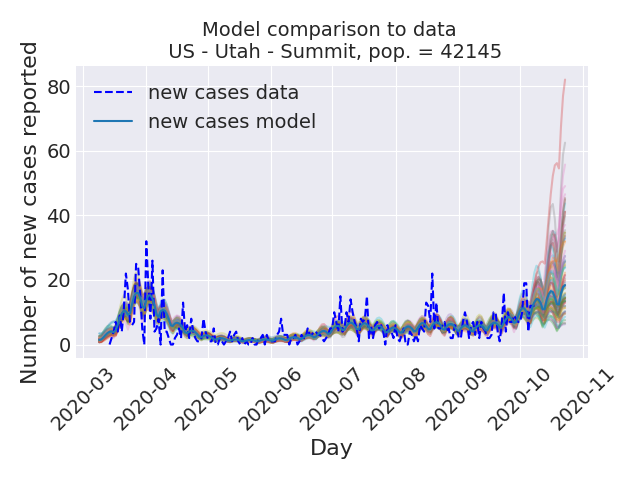 Model comparison to data
US - Utah - Summit, pop. = 42145
new cases data
new cases model
Number of new cases reported
80
60
40
20
0
2020-03
2020-04
2020-05
2020-06
2020-07
2020-08
2020-09
2020-10
2020-11
Day